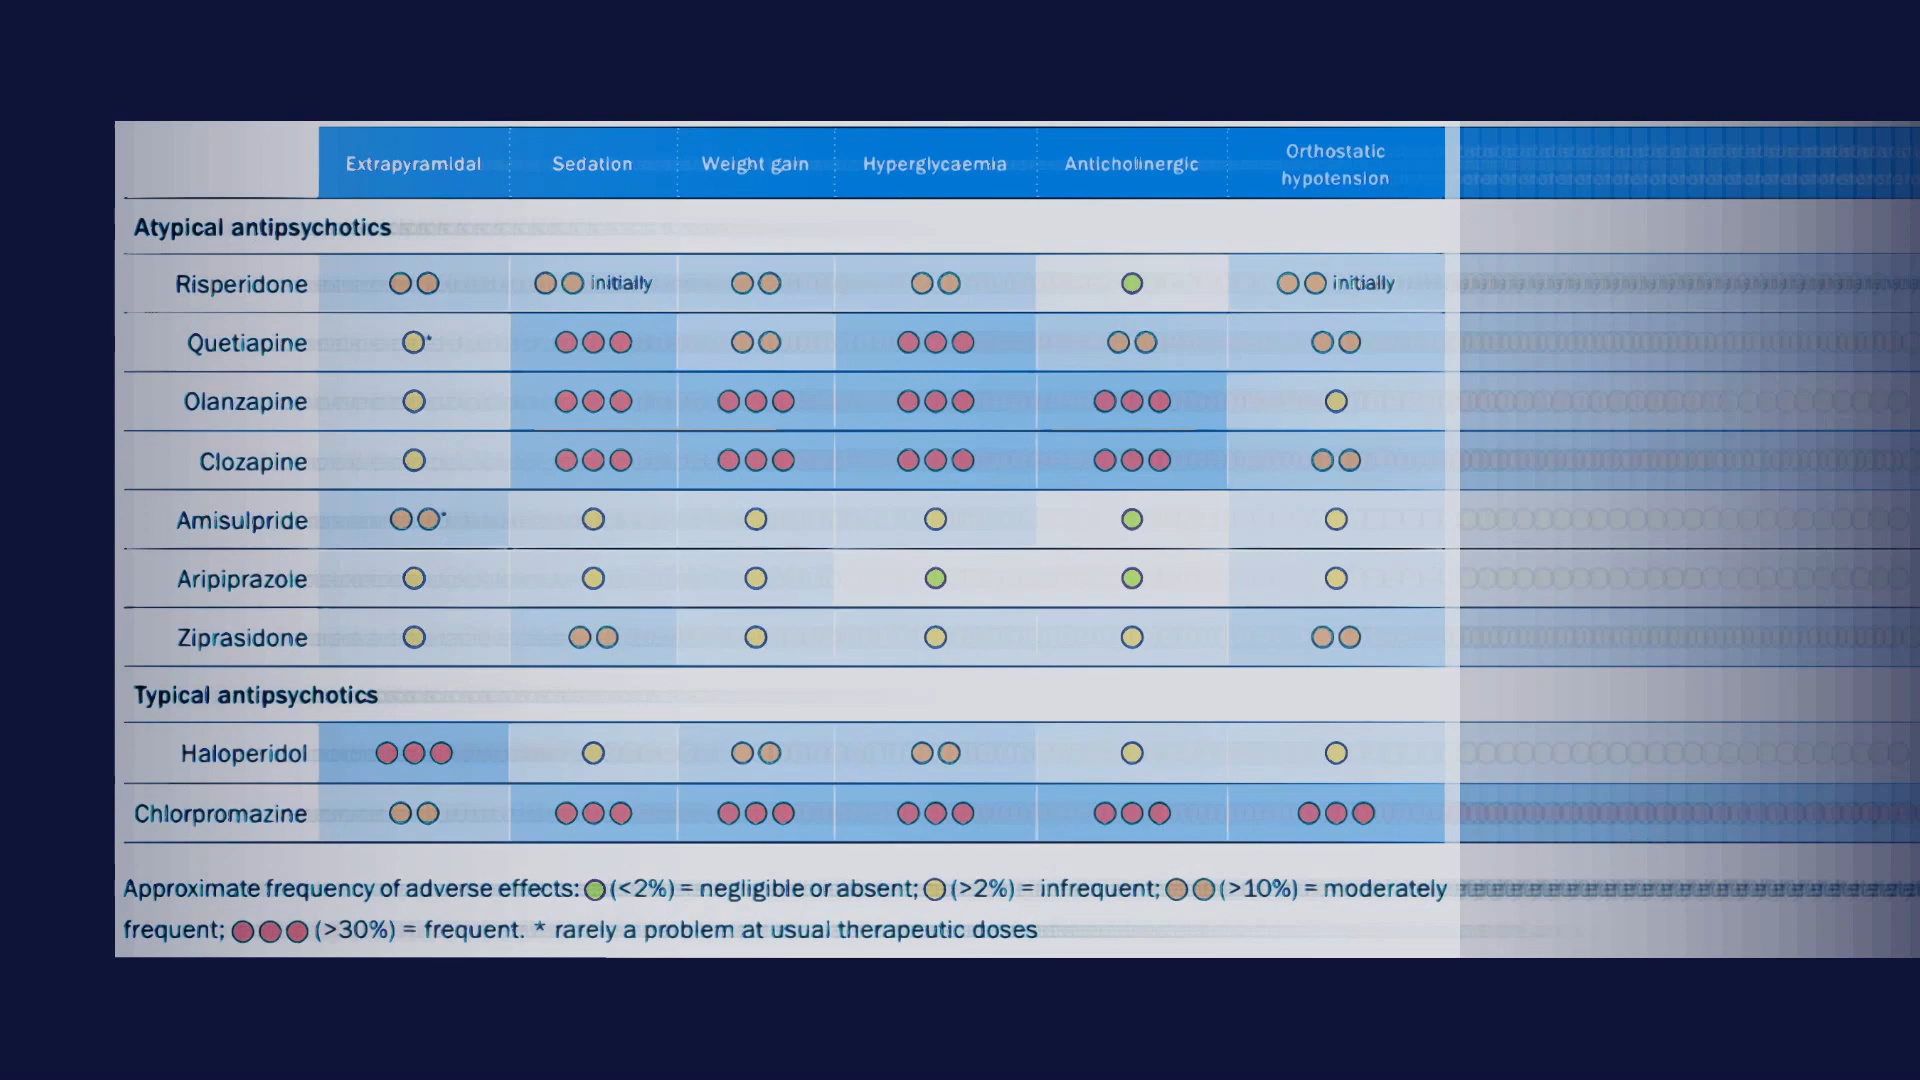 Extrapyramidal Sedation Weight gain Hyperglycaemia Anticholinergic Orthostatic
hypotension
Atypical antipsychotics
Risperidone initially initially
Quetiapine *
Olanzapine
Clozapine
Amisulpride *
Aripiprazole
Ziprasidone
Typical antipsychotics
Haloperidol
Chlorpromazine
Approximate frequency of adverse effects: (<2%) = negligible or absent; (>2%) = infrequent; (>10%) = moderately
frequent; (>30%) = frequent. * rarely a problem at usual therapeutic doses